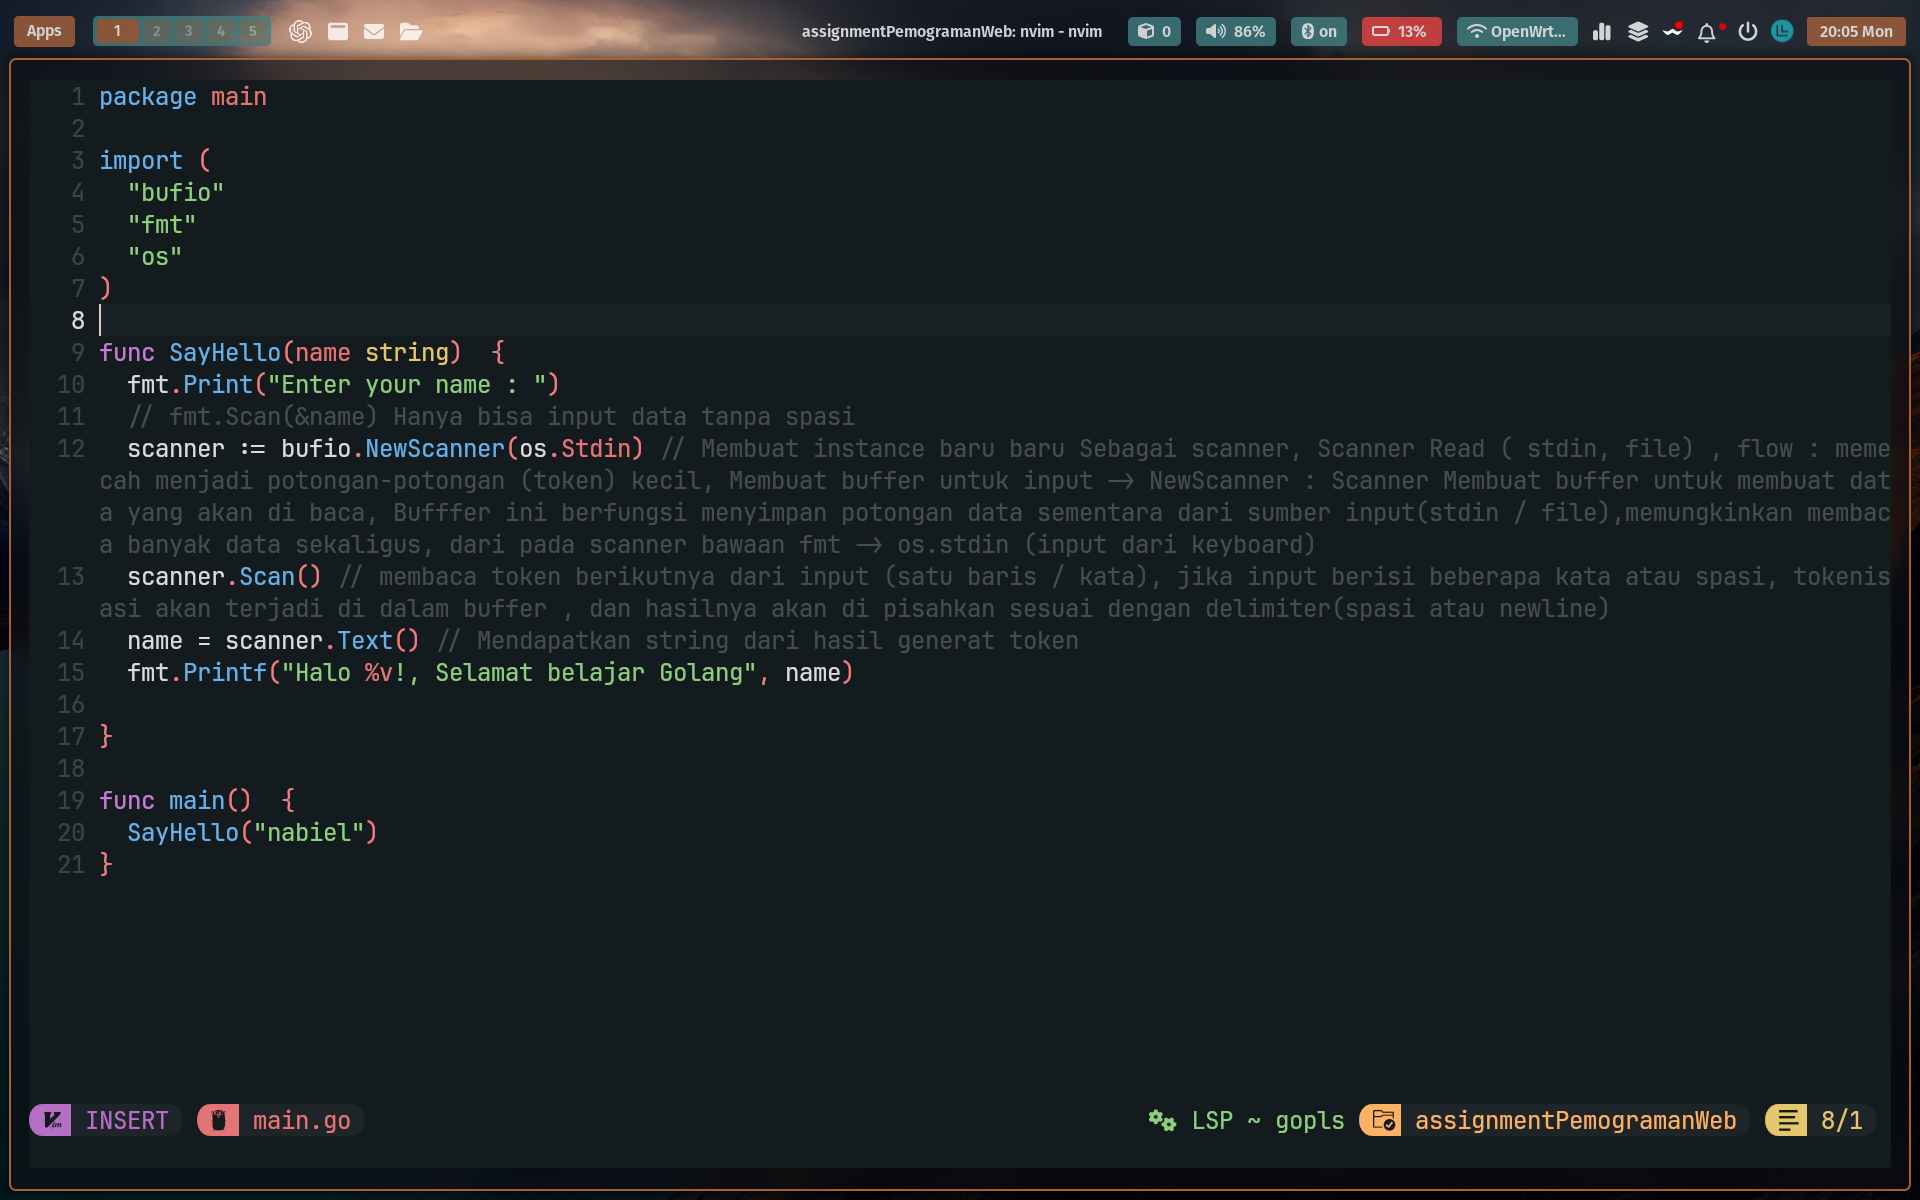 Apps 1 2 3 4 5 assignmentPemogramanWeb: nvim - nvim 0 86% on 13% OpenWrt... 20:05 Mon
1 package main
2
3 import (
4 "bufio"
5 "fmt"
6 "os"
7 )
8
9 func SayHello(name string)  {
10 fmt.Print("Enter your name : ")
11 // fmt.Scan(&name) Hanya bisa input data tanpa spasi
12 scanner := bufio.NewScanner(os.Stdin) // Membuat instance baru baru Sebagai scanner, Scanner Read ( stdin, file) , flow : meme
cah menjadi potongan-potongan (token) kecil, Membuat buffer untuk input -> NewScanner : Scanner Membuat buffer untuk membuat dat
a yang akan di baca, Bufffer ini berfungsi menyimpan potongan data sementara dari sumber input(stdin / file),memungkinkan membac
a banyak data sekaligus, dari pada scanner bawaan fmt -> os.stdin (input dari keyboard)
13 scanner.Scan() // membaca token berikutnya dari input (satu baris / kata), jika input berisi beberapa kata atau spasi, tokenis
asi akan terjadi di dalam buffer , dan hasilnya akan di pisahkan sesuai dengan delimiter(spasi atau newline)
14 name = scanner.Text() // Mendapatkan string dari hasil generat token
15 fmt.Printf("Halo %v!, Selamat belajar Golang", name)
16
17 }
18
19 func main()  {
20 SayHello("nabiel")
21 }
INSERT main.go LSP ~ gopls assignmentPemogramanWeb 8/1